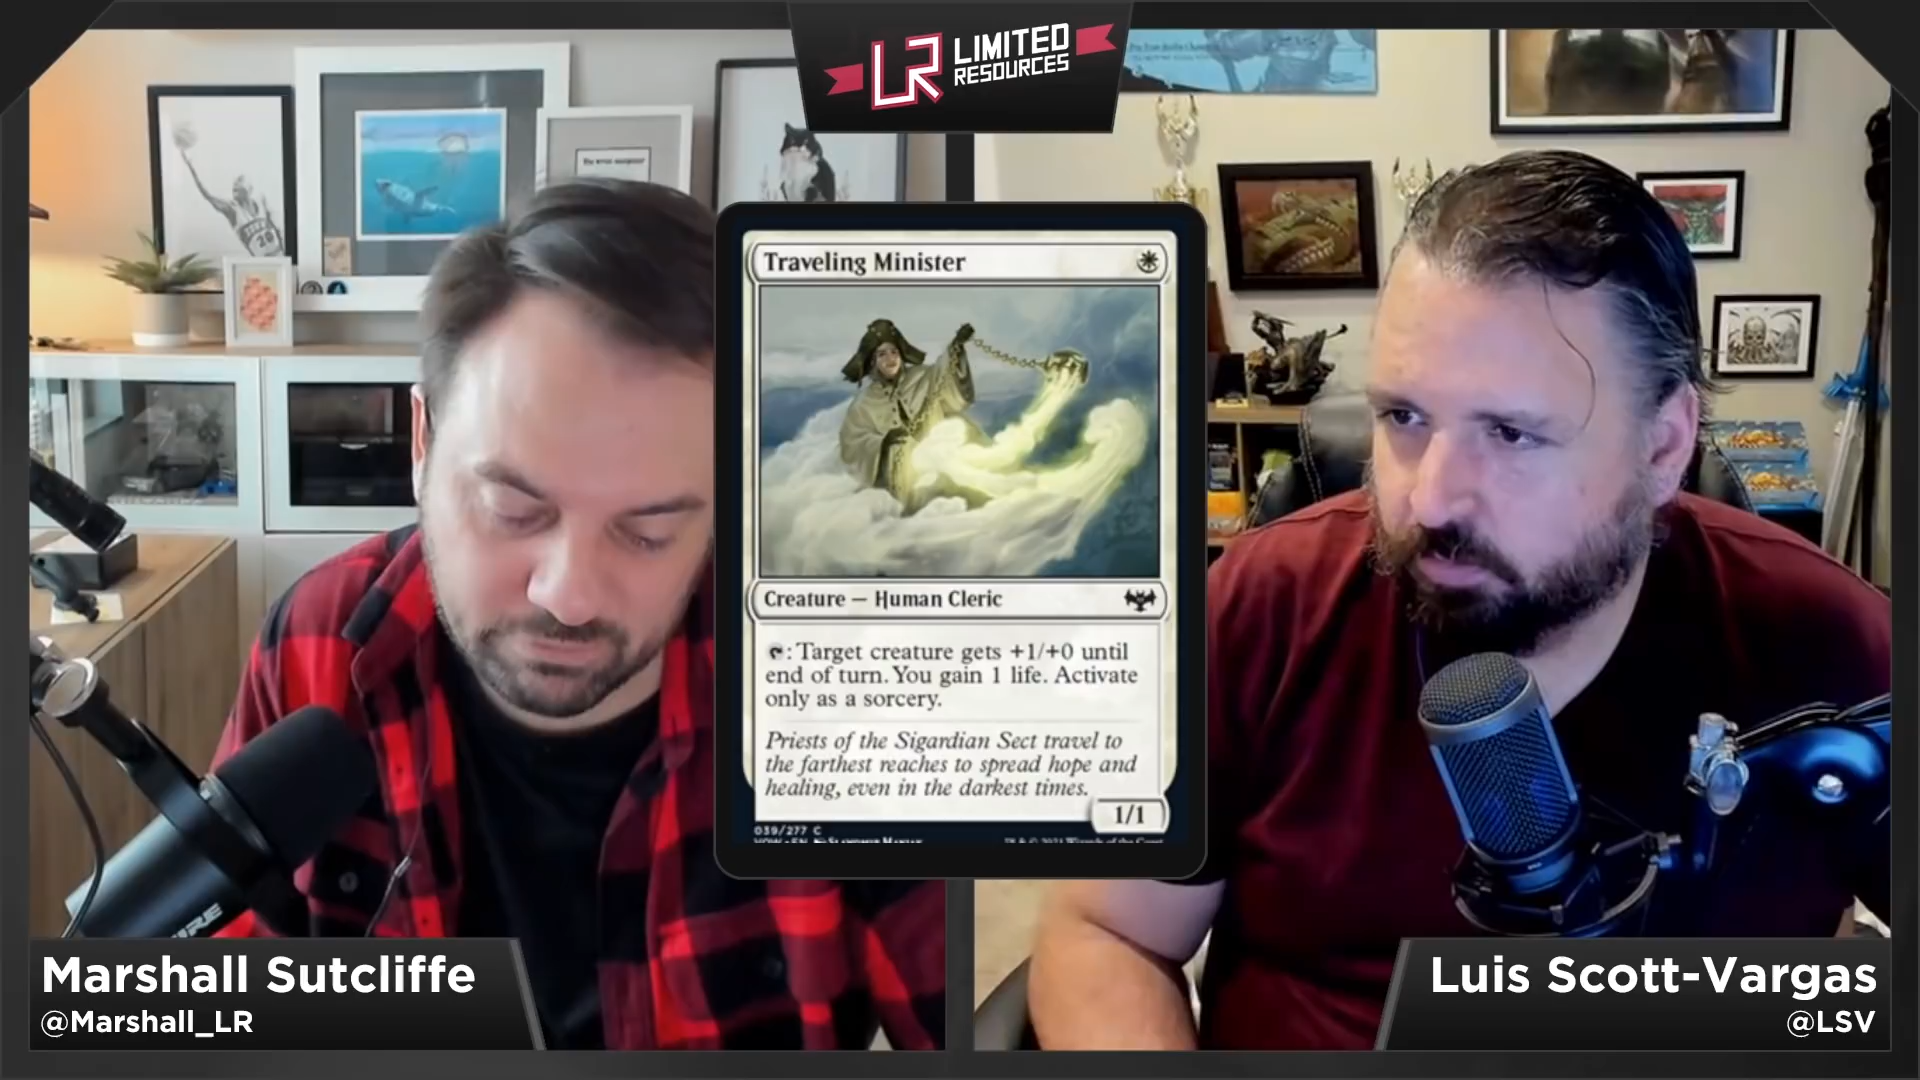 LR LIMITED
RESOURCES
Traveling Minister
Creature — Human Cleric
: Target creature gets +1/+0 until
end of turn. You gain 1 life. Activate
only as a sorcery.
Priests of the Sigardian Sect travel to
the farthest reaches to spread hope and
healing, even in the darkest times.
1/1
039/277 C
20
Marshall Sutcliffe
@Marshall_LR
Luis Scott-Vargas
@LSV